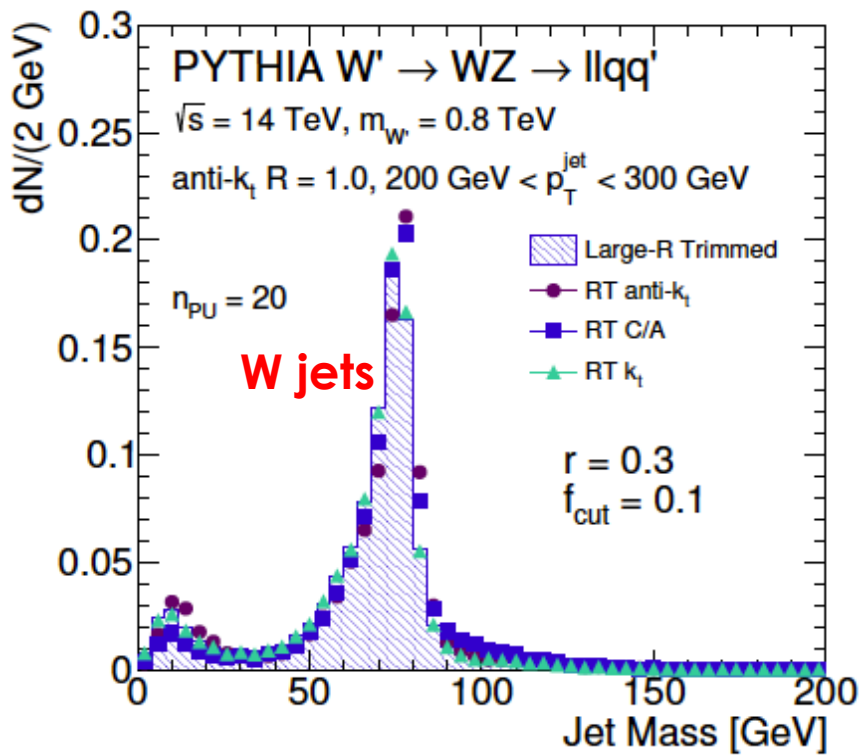 PYTHIA W' → WZ → llqq'
√s = 14 TeV, m_W' = 0.8 TeV
anti-k_t R = 1.0, 200 GeV < p_T^jet < 300 GeV
Large-R Trimmed
RT anti-k_t
RT C/A
RT k_t
n_PU = 20
W jets
r = 0.3
f_cut = 0.1
dN/(2 GeV)
0.3
0.25
0.2
0.15
0.1
0.05
0
0 50 100 150 200
Jet Mass [GeV]